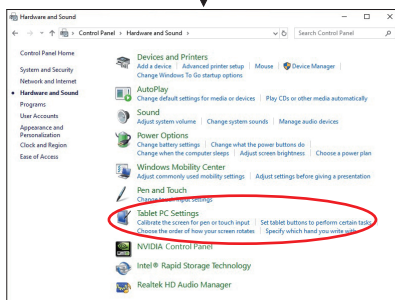 Hardware and Sound
Control Panel > Hardware and Sound >
Search Control Panel
Control Panel Home
System and Security
Network and Internet
Hardware and Sound
Programs
User Accounts
Appearance and
Personalization
Clock and Region
Ease of Access
Devices and Printers
Add a device | Advanced printer setup | Mouse | Device Manager |
Change Windows To Go startup options
AutoPlay
Change default settings for media or devices | Play CDs or other media automatically
Sound
Adjust system volume | Change system sounds | Manage audio devices
Power Options
Change battery settings | Change what the power buttons do |
Change when the computer sleeps | Adjust screen brightness | Choose a power plan
Windows Mobility Center
Adjust commonly used mobility settings | Adjust settings before giving a presentation
Pen and Touch
Change touch input settings
Tablet PC Settings
Calibrate the screen for pen or touch input | Set tablet buttons to perform certain tasks
Choose the order of how your screen rotates | Specify which hand you write with
NVIDIA Control Panel
Intel® Rapid Storage Technology
Realtek HD Audio Manager